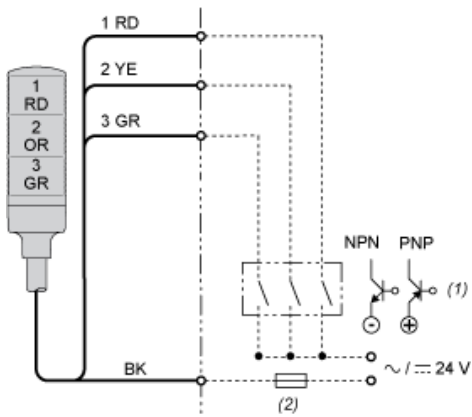 1 RD
2 YE
3 GR
1
RD
2
OR
3
GR
NPN PNP
(1)
- +
BK
~ / ⎓ 24 V
(2)